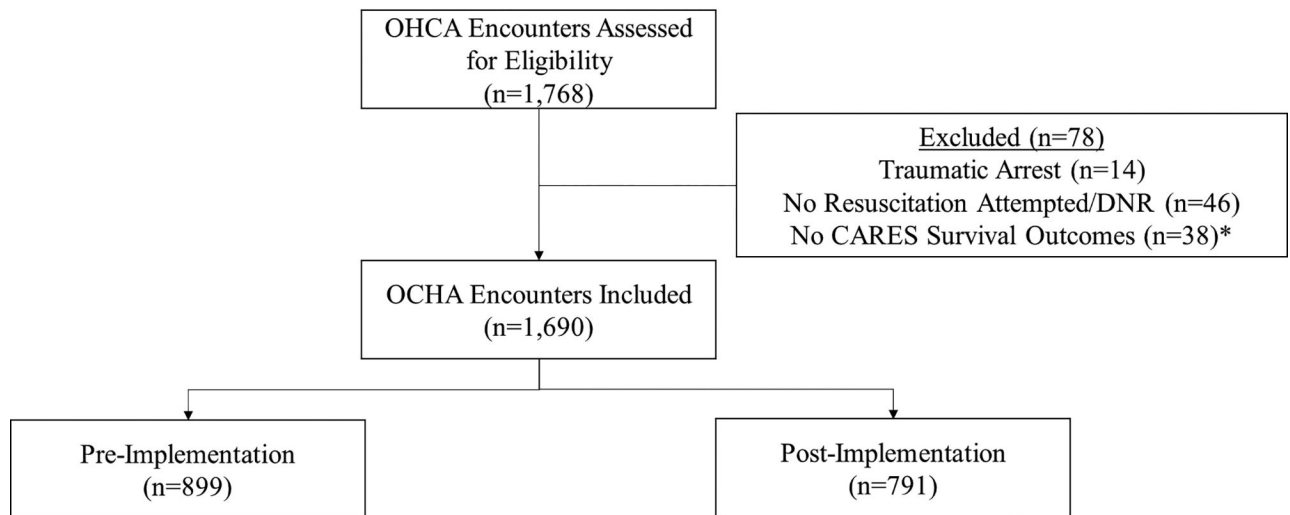 OHCA Encounters Assessed
for Eligibility
(n=1,768)
Excluded (n=78)
Traumatic Arrest (n=14)
No Resuscitation Attempted/DNR (n=46)
No CARES Survival Outcomes (n=38)*
OCHA Encounters Included
(n=1,690)
Pre-Implementation
(n=899)
Post-Implementation
(n=791)